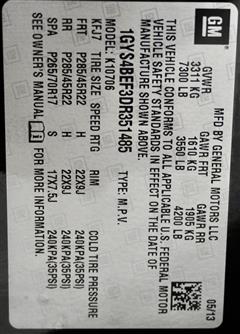 GM
MFD BY GENERAL MOTORS LLC
05/13
GVWR GAWR FRT GAWR RR
3311 KG 1610 KG 1905 KG
7300 LB 3550 LB 4200 LB
THIS VEHICLE CONFORMS TO ALL APPLICABLE U.S. FEDERAL MOTOR
VEHICLE SAFETY STANDARDS IN EFFECT ON THE DATE OF
MANUFACTURE SHOWN ABOVE.
1GYS4BEF3DR351485 TYPE: M.P.V.
MODEL: K10706
KFJT TIRE SIZE SPEED RTG RIM COLD TIRE PRESSURE
FRT P285/45R22 H 22X9J 240KPA(35PSI)
RR P285/45R22 H 22X9J 240KPA(35PSI)
SPA P265/70R17 S 17X7.5J 240KPA(35PSI)
SEE OWNER'S MANUAL